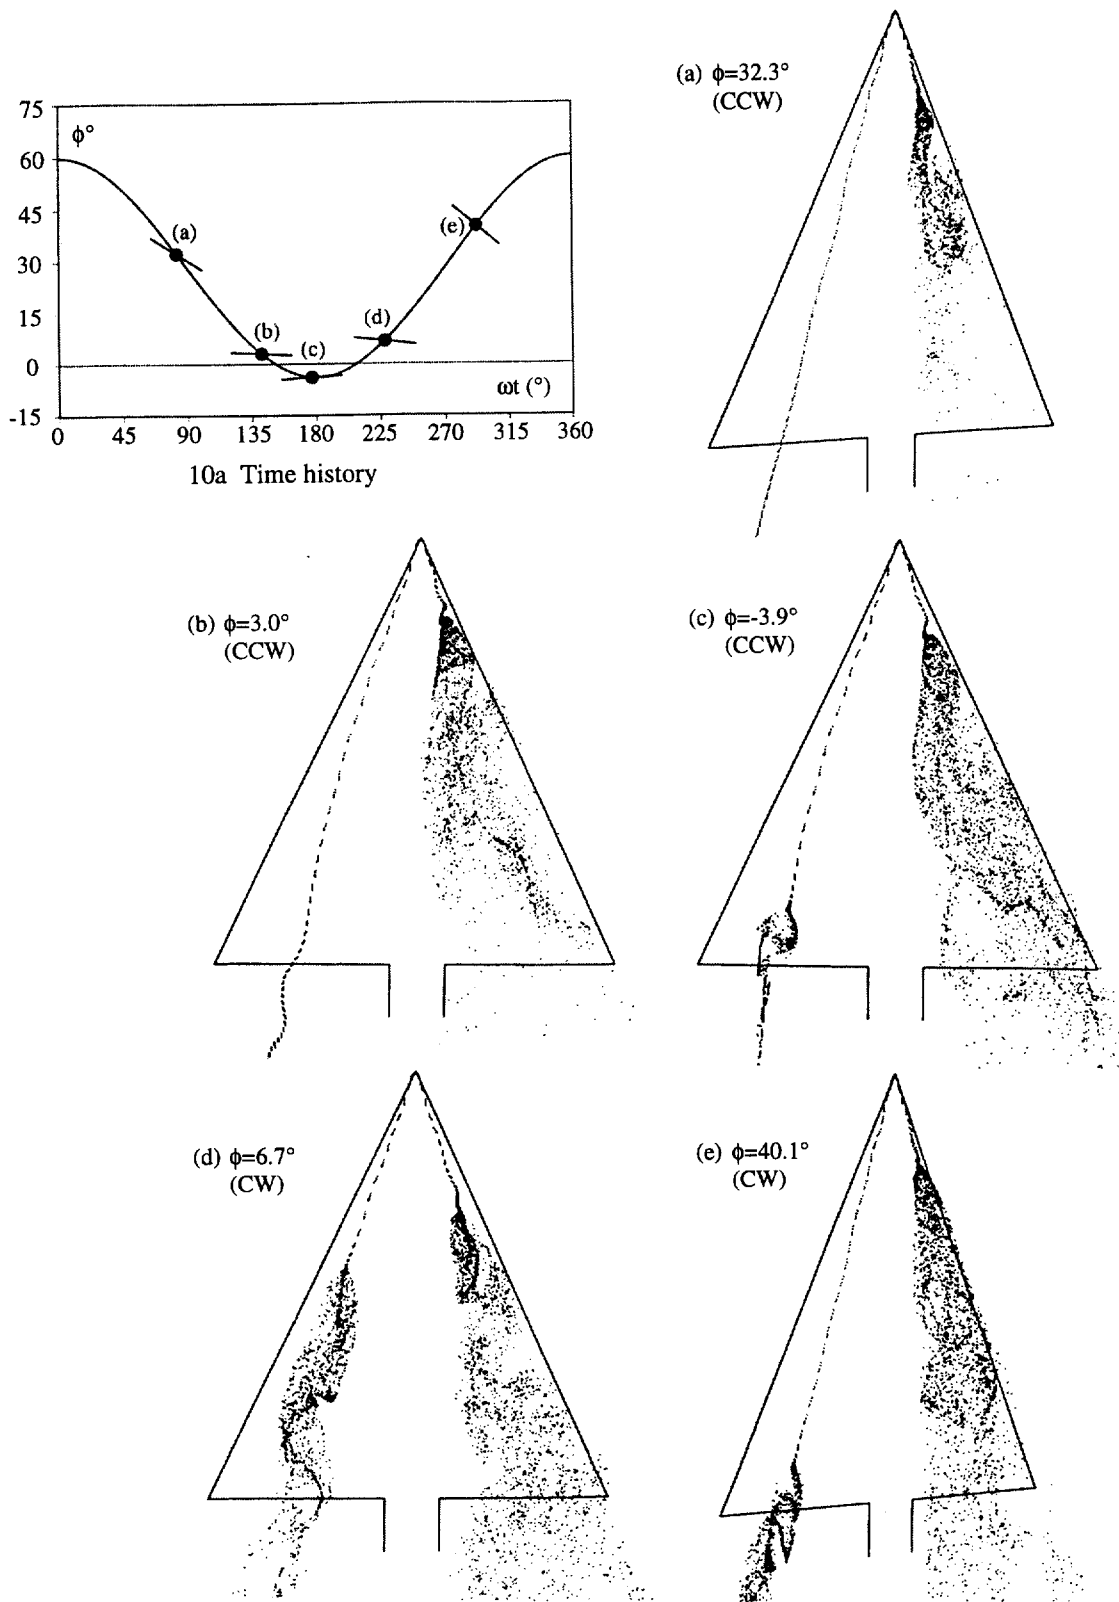 (a) ϕ=32.3°
(CCW)
75
60
45
30
15
0
-15
ϕ°
(a)
(b)
(c)
(d)
(e)
ωt (°)
0 45 90 135 180 225 270 315 360
10a Time history
(b) ϕ=3.0°
(CCW)
(c) ϕ=-3.9°
(CCW)
(d) ϕ=6.7°
(CW)
(e) ϕ=40.1°
(CW)